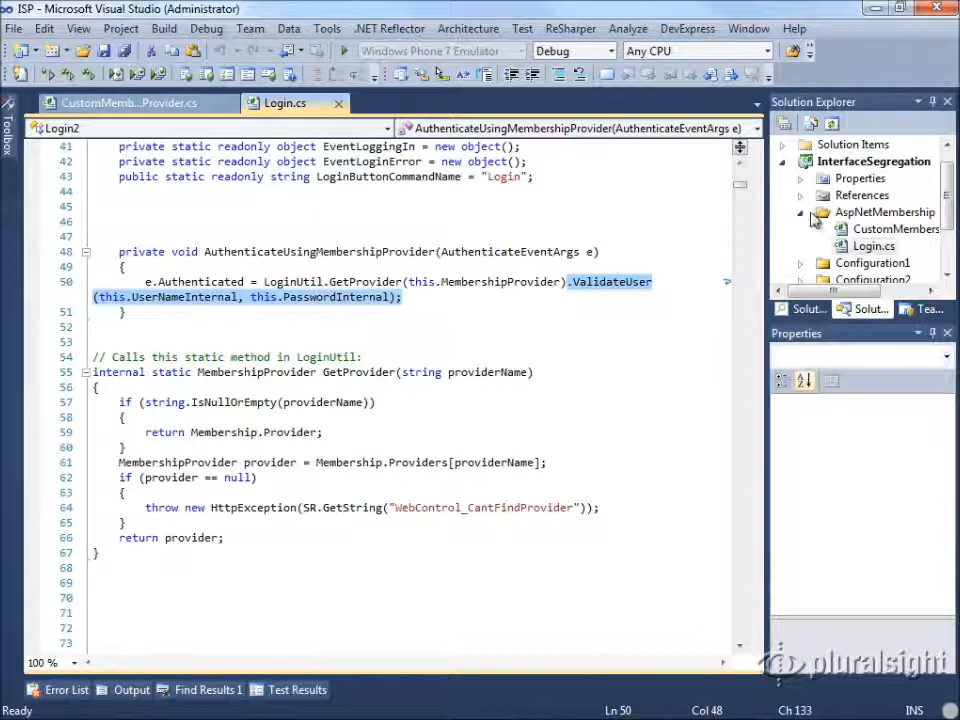 ISP - Microsoft Visual Studio (Administrator)
File Edit View Project Build Debug Team Data Tools .NET Reflector Architecture Test ReSharper Analyze DevExpress Window Help
Windows Phone 7 Emulator Debug Any CPU
CustomMemb...Provider.cs Login.cs
Login2 AuthenticateUsingMembershipProvider(AuthenticateEventArgs e)
41 private static readonly object EventLoggingIn = new object();
42 private static readonly object EventLoginError = new object();
43 public static readonly string LoginButtonCommandName = "Login";
44
45
46
47
48 private void AuthenticateUsingMembershipProvider(AuthenticateEventArgs e)
49 {
50 e.Authenticated = LoginUtil.GetProvider(this.MembershipProvider).ValidateUser
(this.UserNameInternal, this.PasswordInternal);
51 }
52
53
54 // Calls this static method in LoginUtil:
55 internal static MembershipProvider GetProvider(string providerName)
56 {
57 if (string.IsNullOrEmpty(providerName))
58 {
59 return Membership.Provider;
60 }
61 MembershipProvider provider = Membership.Providers[providerName];
62 if (provider == null)
63 {
64 throw new HttpException(SR.GetString("WebControl_CantFindProvider"));
65 }
66 return provider;
67 }
68
69
70
71
72
73
100 %
Toolbox
Solution Explorer
Solution Items
InterfaceSegregation
Properties
References
AspNetMembership
CustomMembers
Login.cs
Configuration1
Configuration2
Solut... Solut... Tea...
Properties
pluralsight
Error List Output Find Results 1 Test Results
Ready Ln 50 Col 48 Ch 133 INS